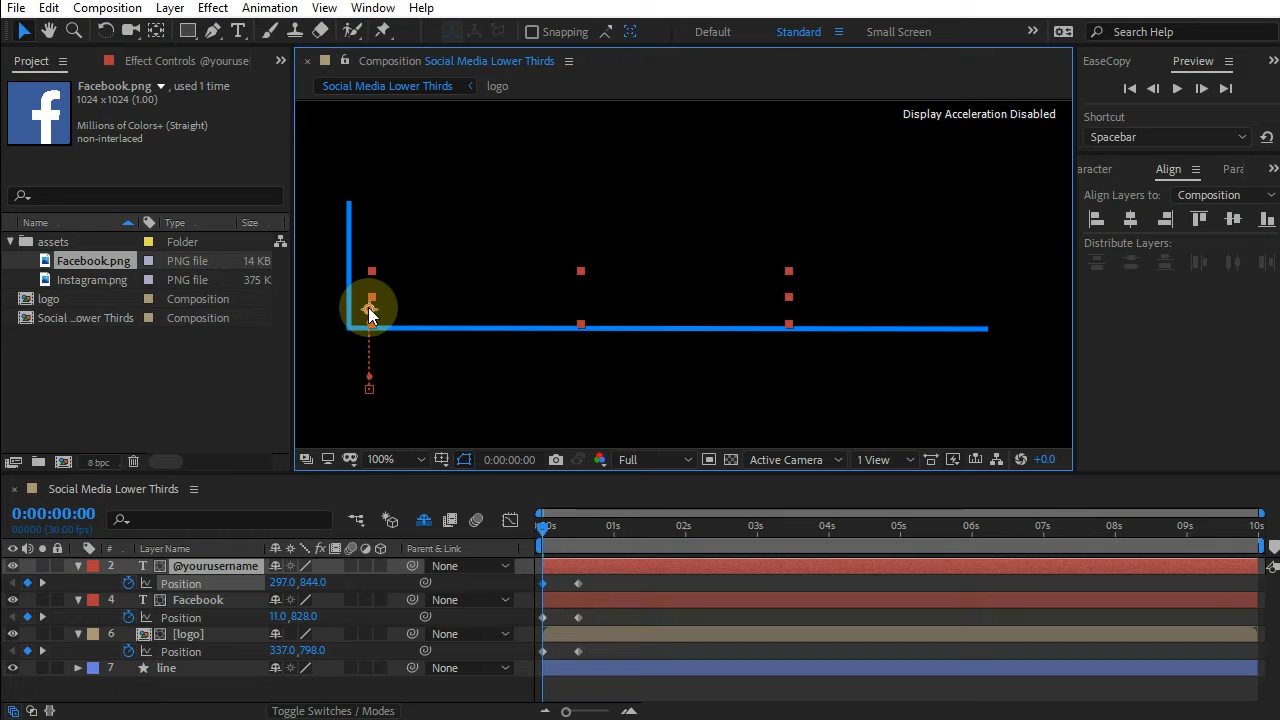 File Edit Composition Layer Effect Animation View Window Help
Snapping Default Standard Small Screen Search Help
Project Effect Controls @youruse
Composition Social Media Lower Thirds
EaseCopy Preview
Facebook.png , used 1 time
1024 x1024 (1.00)
Social Media Lower Thirds logo
Millions of Colors+ (Straight)
non-interlaced
Display Acceleration Disabled
Shortcut
Spacebar
aracter Align Para
Align Layers to: Composition
Name Type Size
assets Folder
Distribute Layers:
Facebook.png PNG file 14 KB
Instagram.png PNG file 375 K
logo Composition
Social ..ower Thirds Composition
8 bpc
100% 0:00:00:00 Full Active Camera 1 View +0.0
Social Media Lower Thirds
0:00:00:00
00000 (30.00 fps)
00s 01s 02s 03s 04s 05s 06s 07s 08s 09s 10s
# Layer Name fx Parent & Link
2 T @yourusername None
Position 297.0,844.0
4 T Facebook None
Position 11.0,828.0
6 [logo] None
Position 337.0,798.0
7 line None
Toggle Switches / Modes